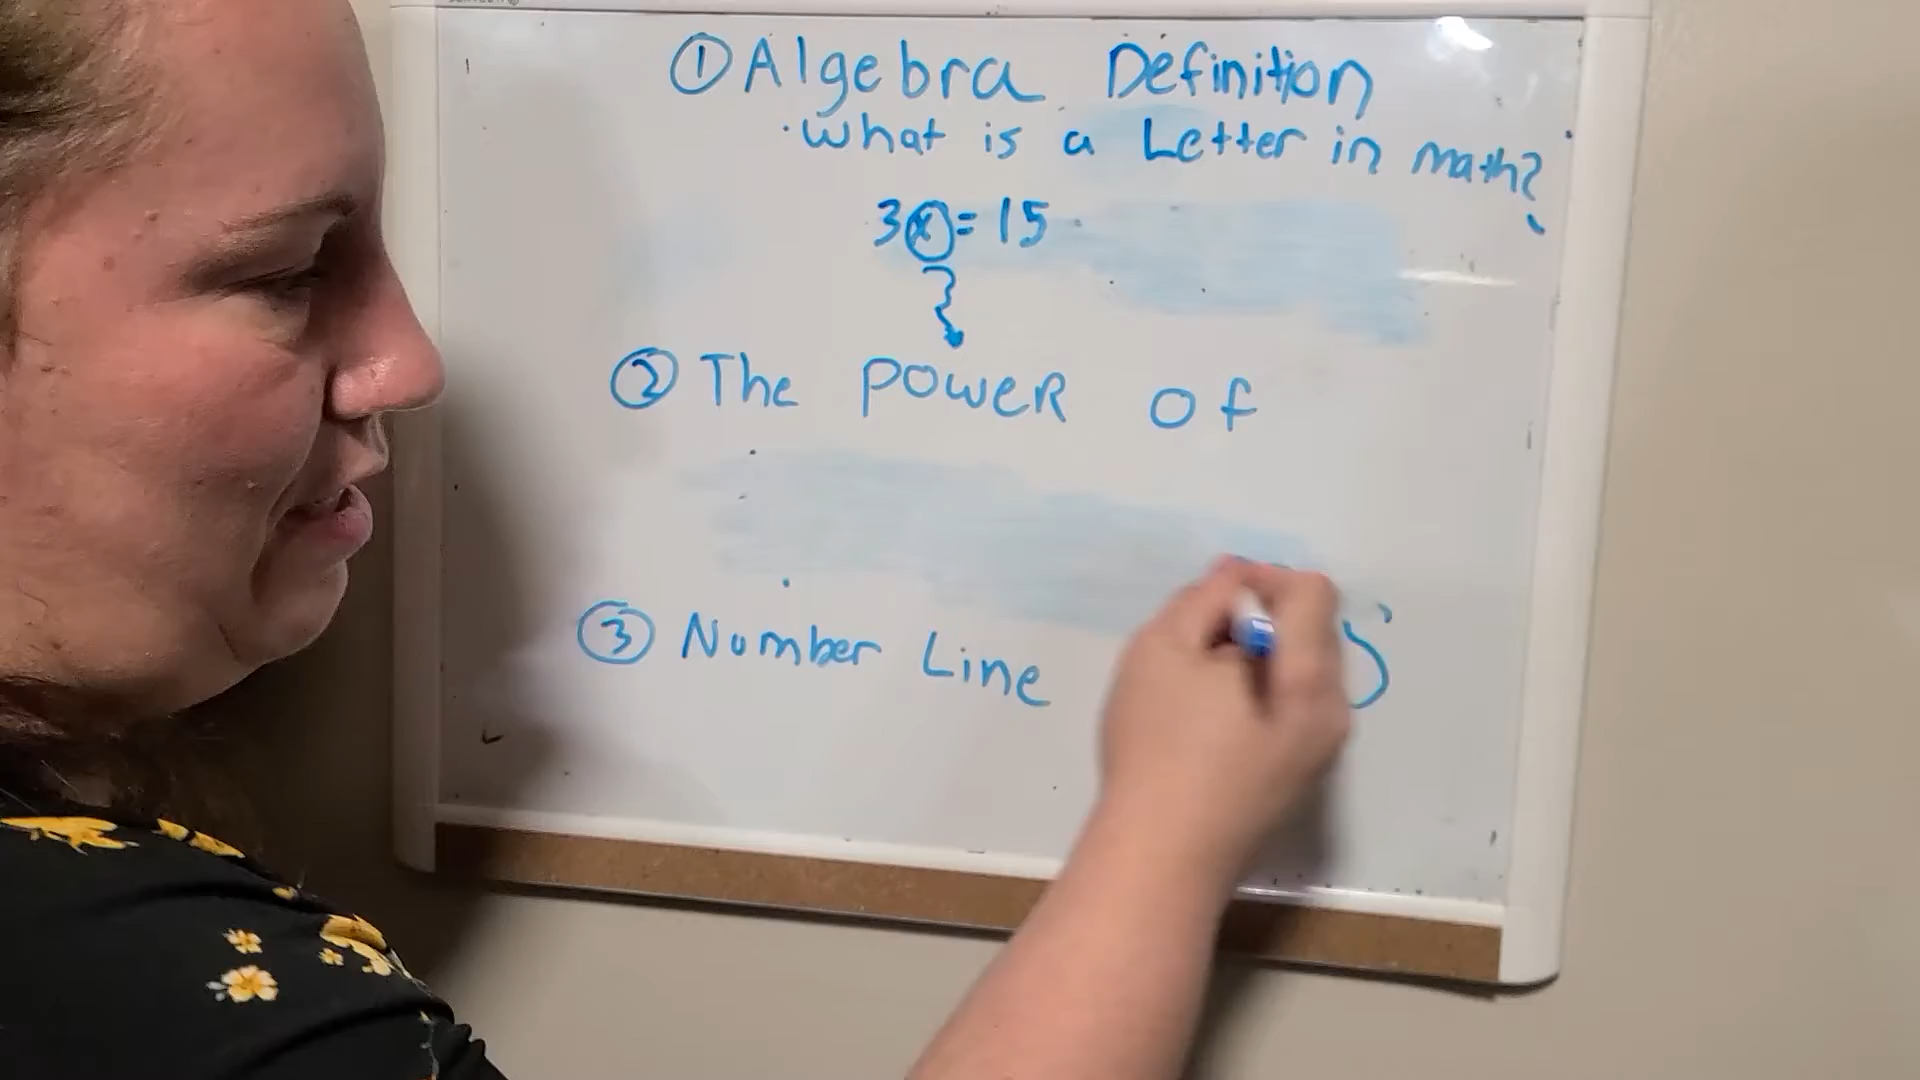 ① Algebra Definition
· What is a Letter in math?
3x = 15
② The Power of
③ Number Line